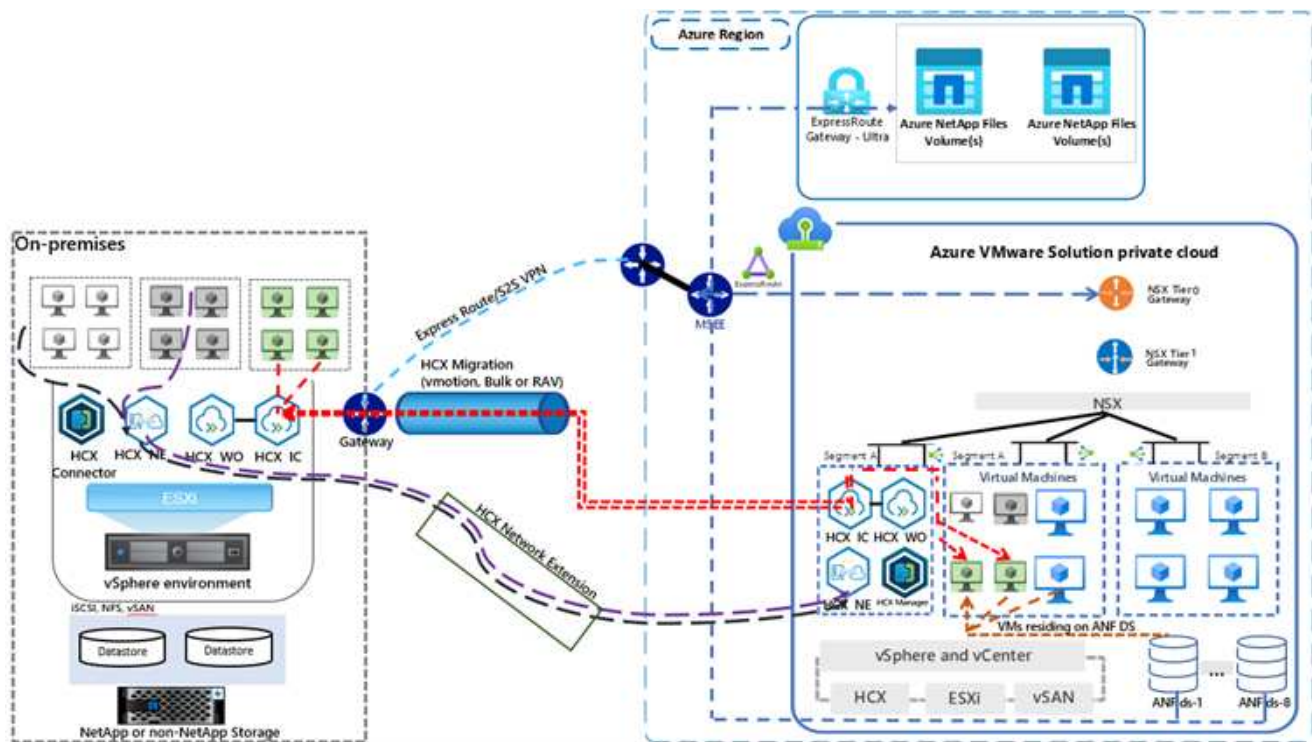 Azure Region
ExpressRoute
Gateway - Ultra
Azure NetApp Files
Volume(s)
Azure NetApp Files
Volume(s)
On-premises
Express Route/S2S VPN
ExpressRoute
MSEE
Azure VMware Solution private cloud
NSX Tier0
Gateway
NSX Tier1
Gateway
NSX
HCX Migration
(vmotion, Bulk or RAV)
Gateway
HCX
Connector
HCX NE
HCX WO
HCX IC
ESXi
vSphere environment
iSCSI, NFS, vSAN
Datastore
Datastore
NetApp or non-NetApp Storage
HCX Network Extension
Segment A
Segment A
Segment B
Virtual Machines
Virtual Machines
HCX IC
HCX WO
HCX NE
HCX Manager
VMs residing on ANF DS
vSphere and vCenter
HCX
ESXi
vSAN
...
ANF ds-1
ANF ds-8